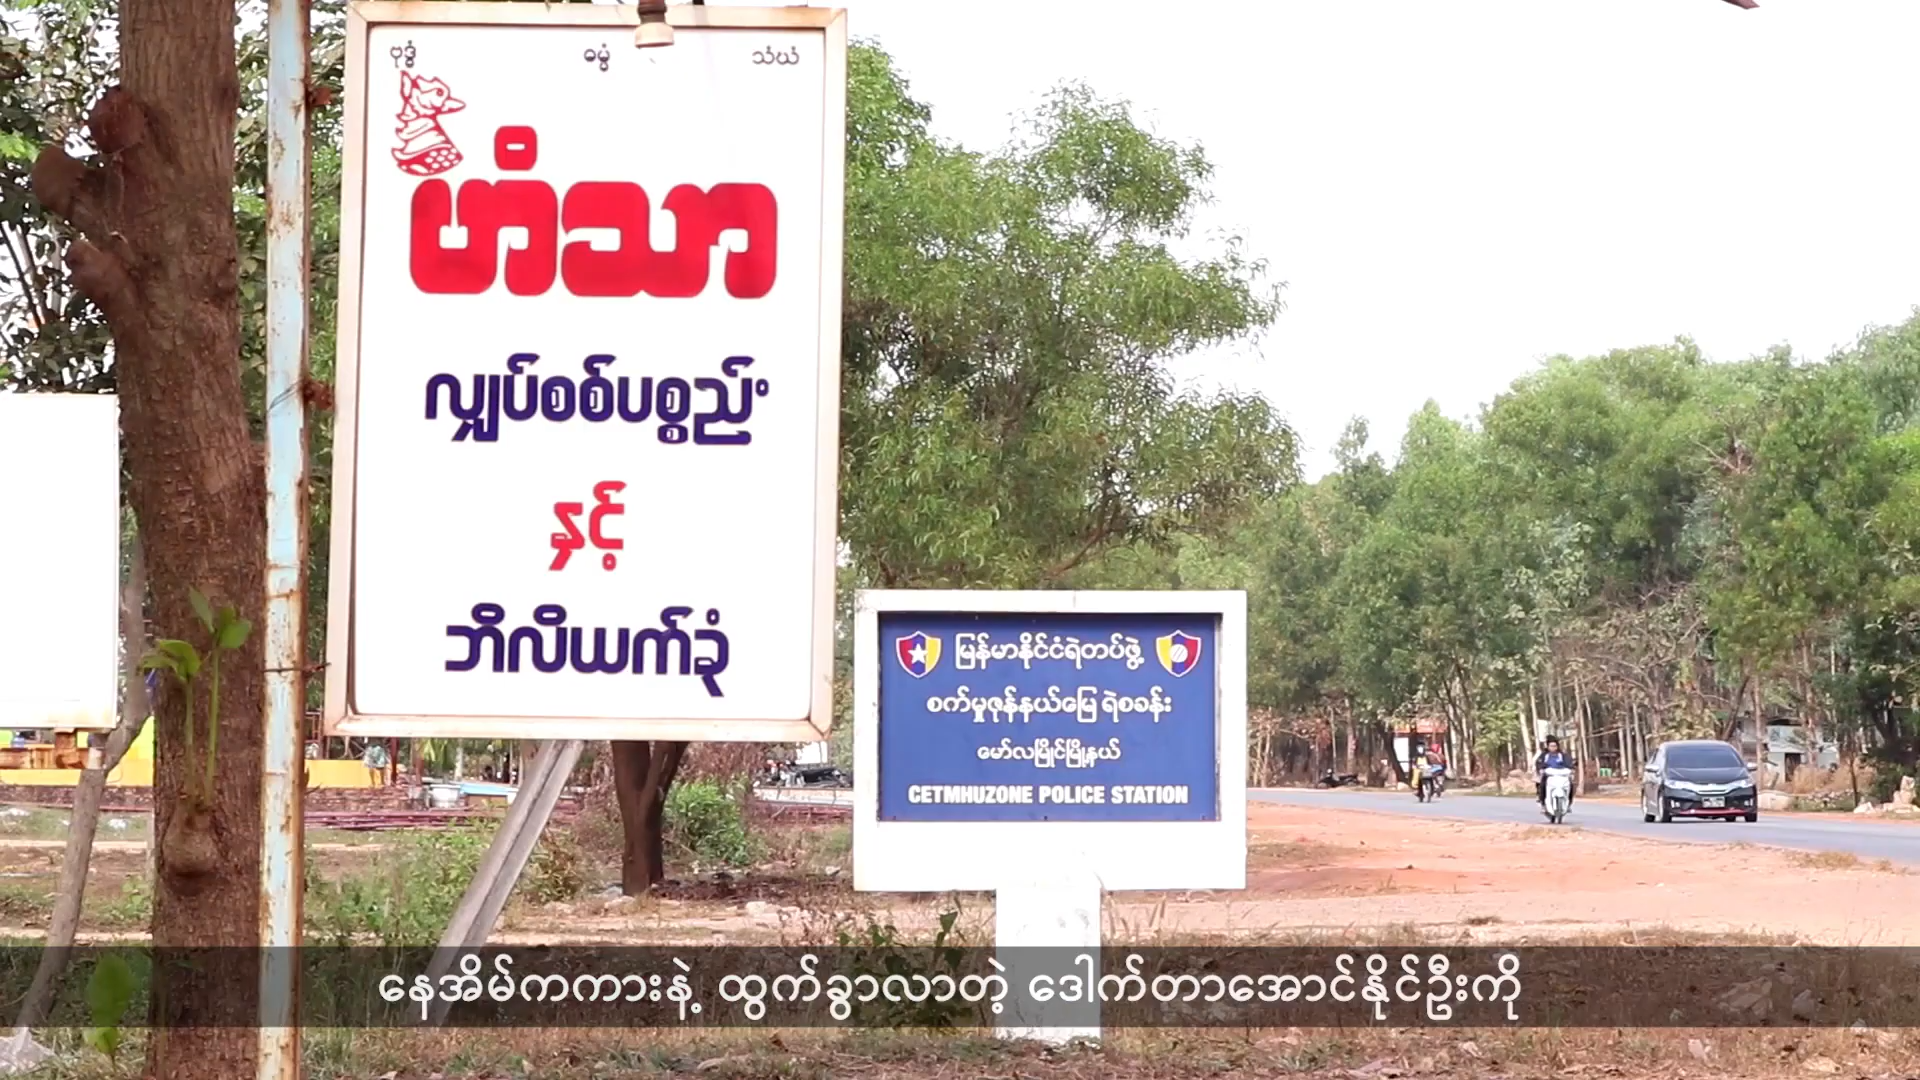 ဗုဒ္ဓံ ဓမ္မံ သံဃံ
ဟံသာ
လျှပ်စစ်ပစ္စည်း
နှင့်
ဘိလိယက်ခုံ
မြန်မာနိုင်ငံရဲတပ်ဖွဲ့
စက်မှုဇုန်နယ်မြေ ရဲစခန်း
မော်လမြိုင်မြို့နယ်
CETMHUZONE POLICE STATION
နေအိမ်ကကားနဲ့ ထွက်ခွာလာတဲ့ ဒေါက်တာအောင်နိုင်ဦးကို